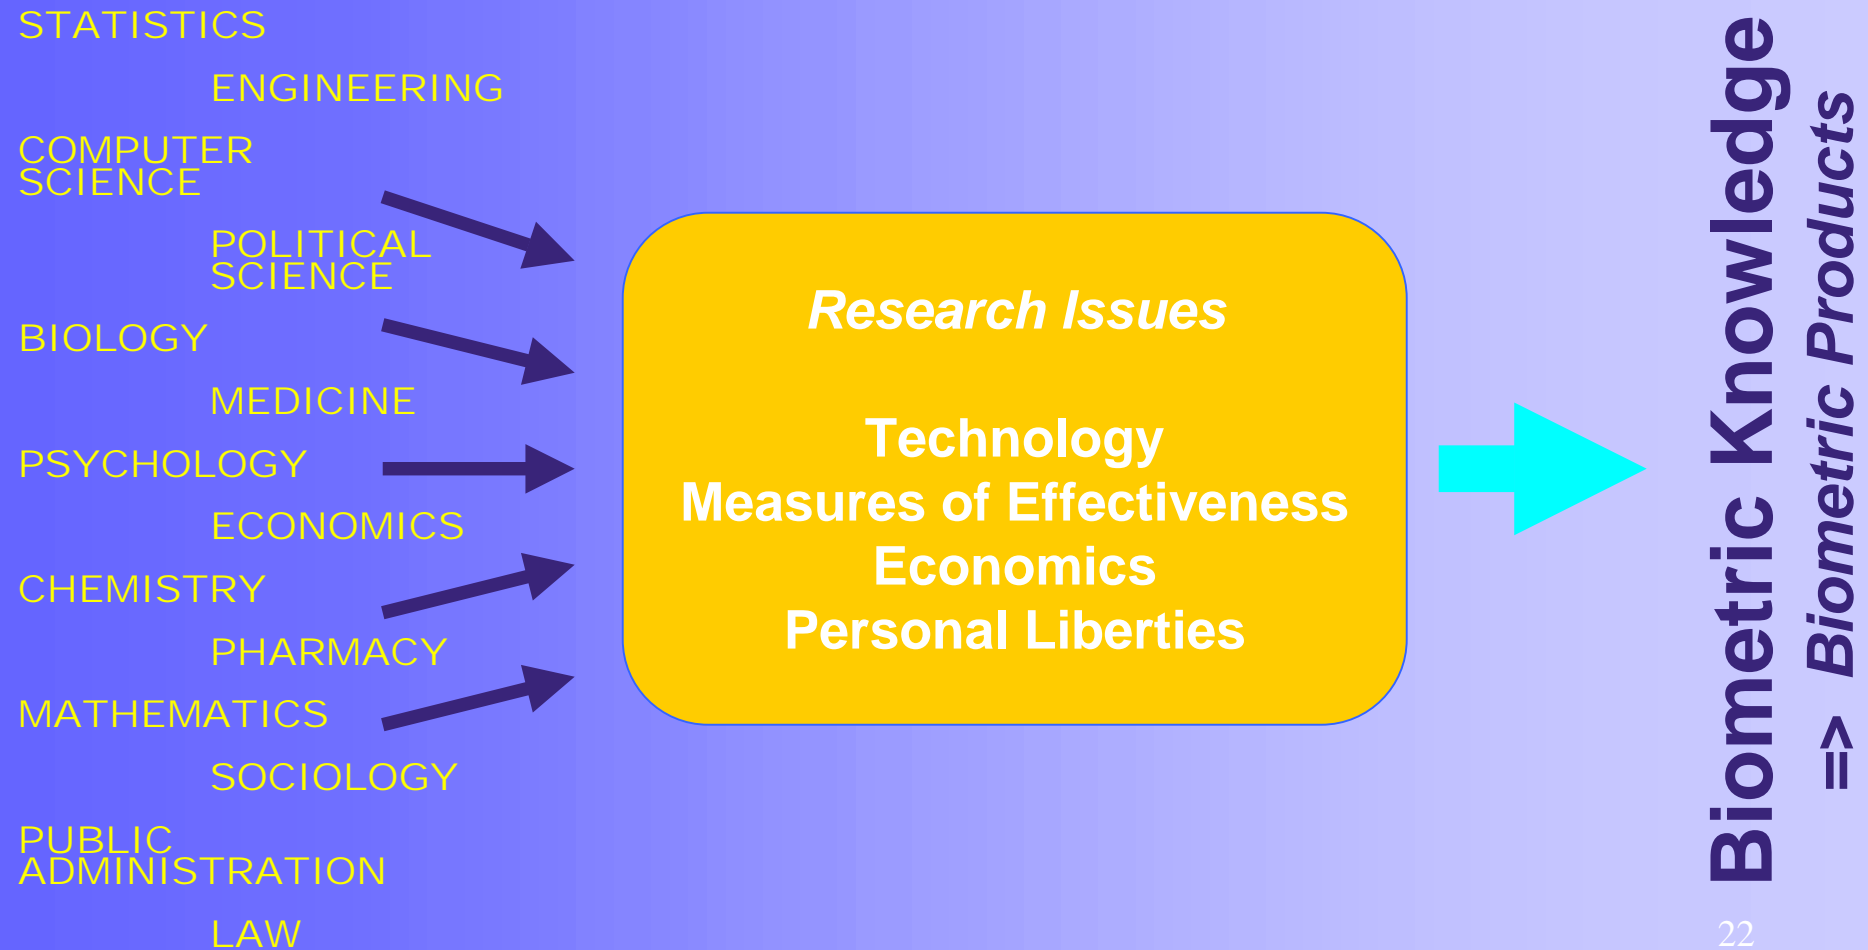 STATISTICS
ENGINEERING
COMPUTER
SCIENCE
POLITICAL
SCIENCE
BIOLOGY
MEDICINE
PSYCHOLOGY
ECONOMICS
CHEMISTRY
PHARMACY
MATHEMATICS
SOCIOLOGY
PUBLIC
ADMINISTRATION
LAW
Research Issues
Technology
Measures of Effectiveness
Economics
Personal Liberties
Biometric Knowledge
=> Biometric Products
22